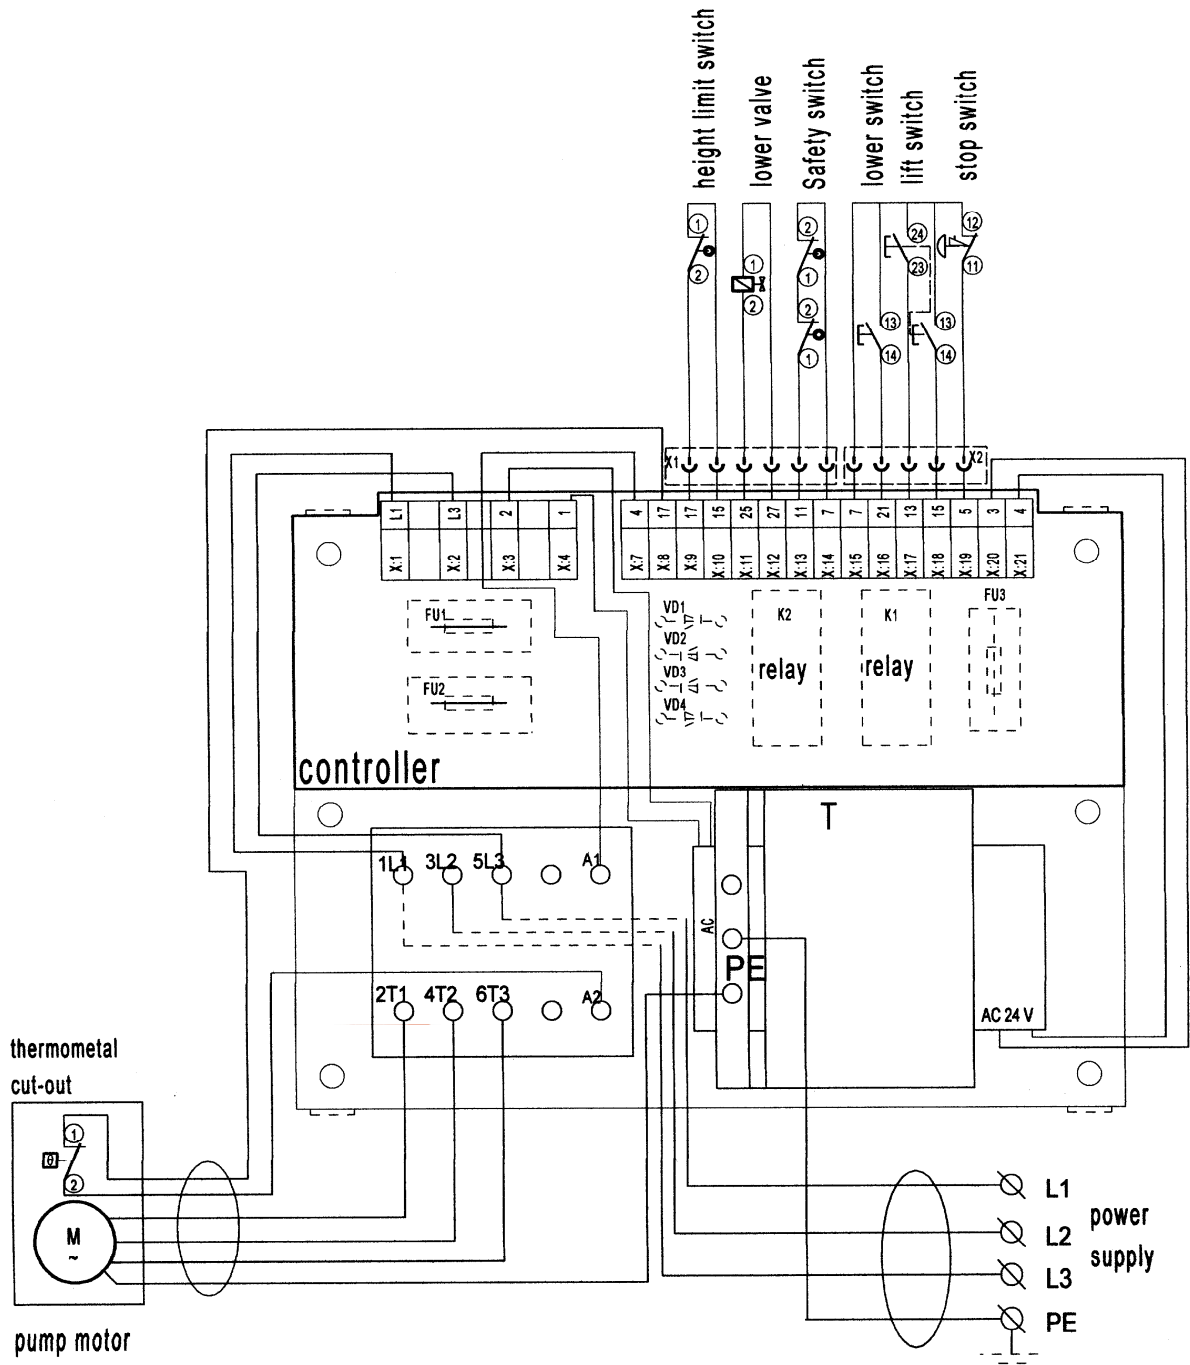 height limit switch
lower valve
Safety switch
lower switch
lift switch
stop switch
1
2
1
2
2
1
2
1
13
14
24
23
13
14
12
11
X1
X2
L1
L3
2
1
4
17
17
15
25
27
11
7
7
21
13
15
5
3
4
X:1
X:2
X:3
X:4
X:7
X:8
X:9
X:10
X:11
X:12
X:13
X:14
X:15
X:16
X:17
X:18
X:19
X:20
X:21
FU1
FU2
VD1
VD2
VD3
VD4
K2
relay
K1
relay
FU3
controller
T
1L1 3L2 5L3 A1
AC
PE
2T1 4T2 6T3 A2
AC 24 V
thermometal
cut-out
1
θ
2
M
~
pump motor
L1
L2
L3
PE
power
supply